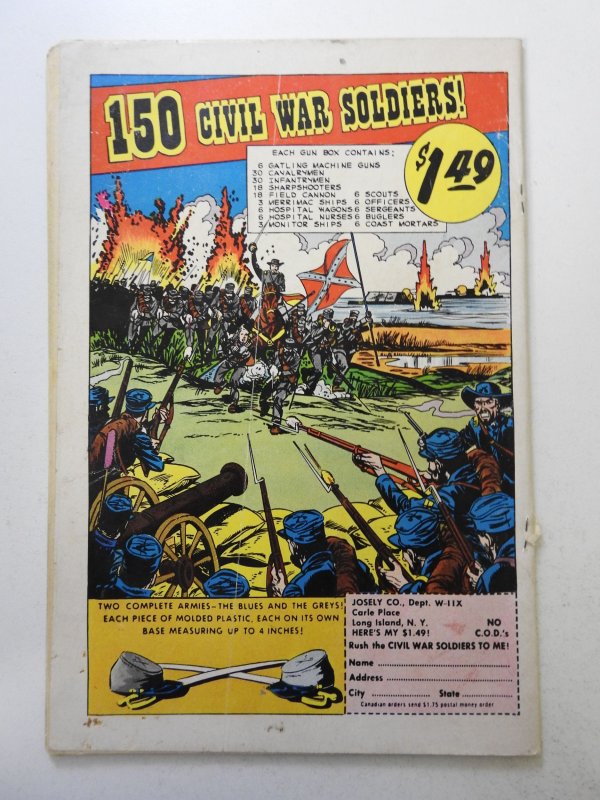 150 CIVIL WAR SOLDIERS!
$1.49
EACH GUN BOX CONTAINS:
6 GATLING MACHINE GUNS
30 CAVALRYMEN
30 INFANTRYMEN
18 SHARPSHOOTERS 6 SCOUTS
18 FIELD CANNON 6 OFFICERS
3 MERRIMAC SHIPS 6 SERGEANTS
6 HOSPITAL WAGONS 6 BUGLERS
6 HOSPITAL NURSES 6 COAST MORTARS
3 MONITOR SHIPS
TWO COMPLETE ARMIES—THE BLUES AND THE GREYS!
EACH PIECE OF MOLDED PLASTIC, EACH ON ITS OWN
BASE MEASURING UP TO 4 INCHES!
JOSELY CO., Dept. W-11X
Carle Place
Long Island, N. Y. NO
HERE'S MY $1.49! C.O.D.'s
Rush the CIVIL WAR SOLDIERS TO ME!
Name
Address
City State
Canadian orders send $1.75 postal money order